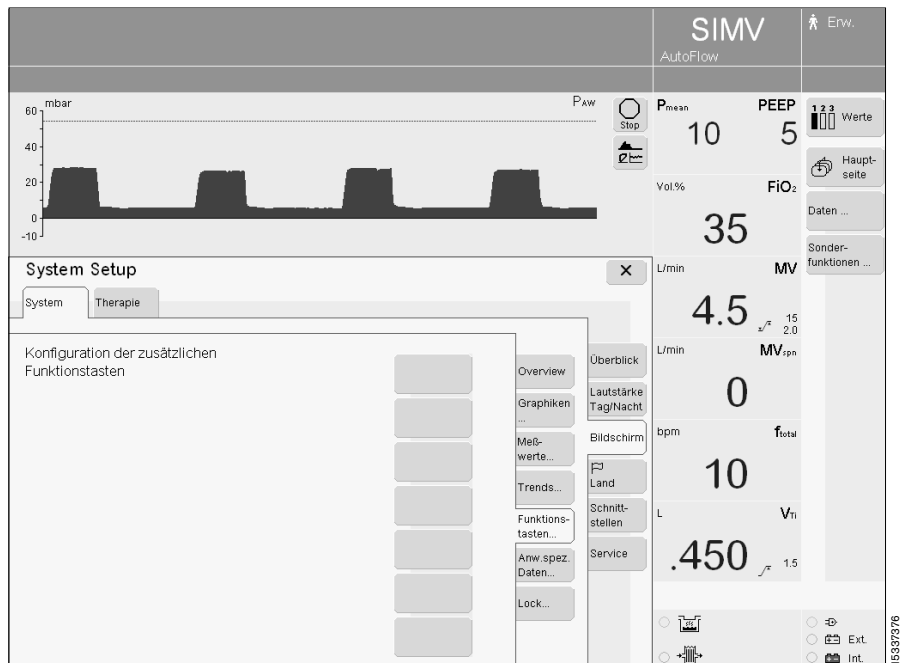 SIMV
AutoFlow
Erw.
mbar
PAW
60
40
20
0
-10
Stop
Pmean PEEP
10 5
Vol.% FiO2
35
L/min MV
4.5
15
2.0
L/min MVspn
0
bpm ftotal
10
L VTi
.450
1.5
1 2 3
Werte
Haupt-
seite
Daten ...
Sonder-
funktionen ...
System Setup
System
Therapie
Konfiguration der zusätzlichen
Funktionstasten
Overview
Graphiken
...
Meß-
werte...
Trends...
Funktions-
tasten...
Anw.spez.
Daten...
Lock...
Überblick
Lautstärke
Tag/Nacht
Bildschirm
Land
Schnitt-
stellen
Service
Ext.
Int.